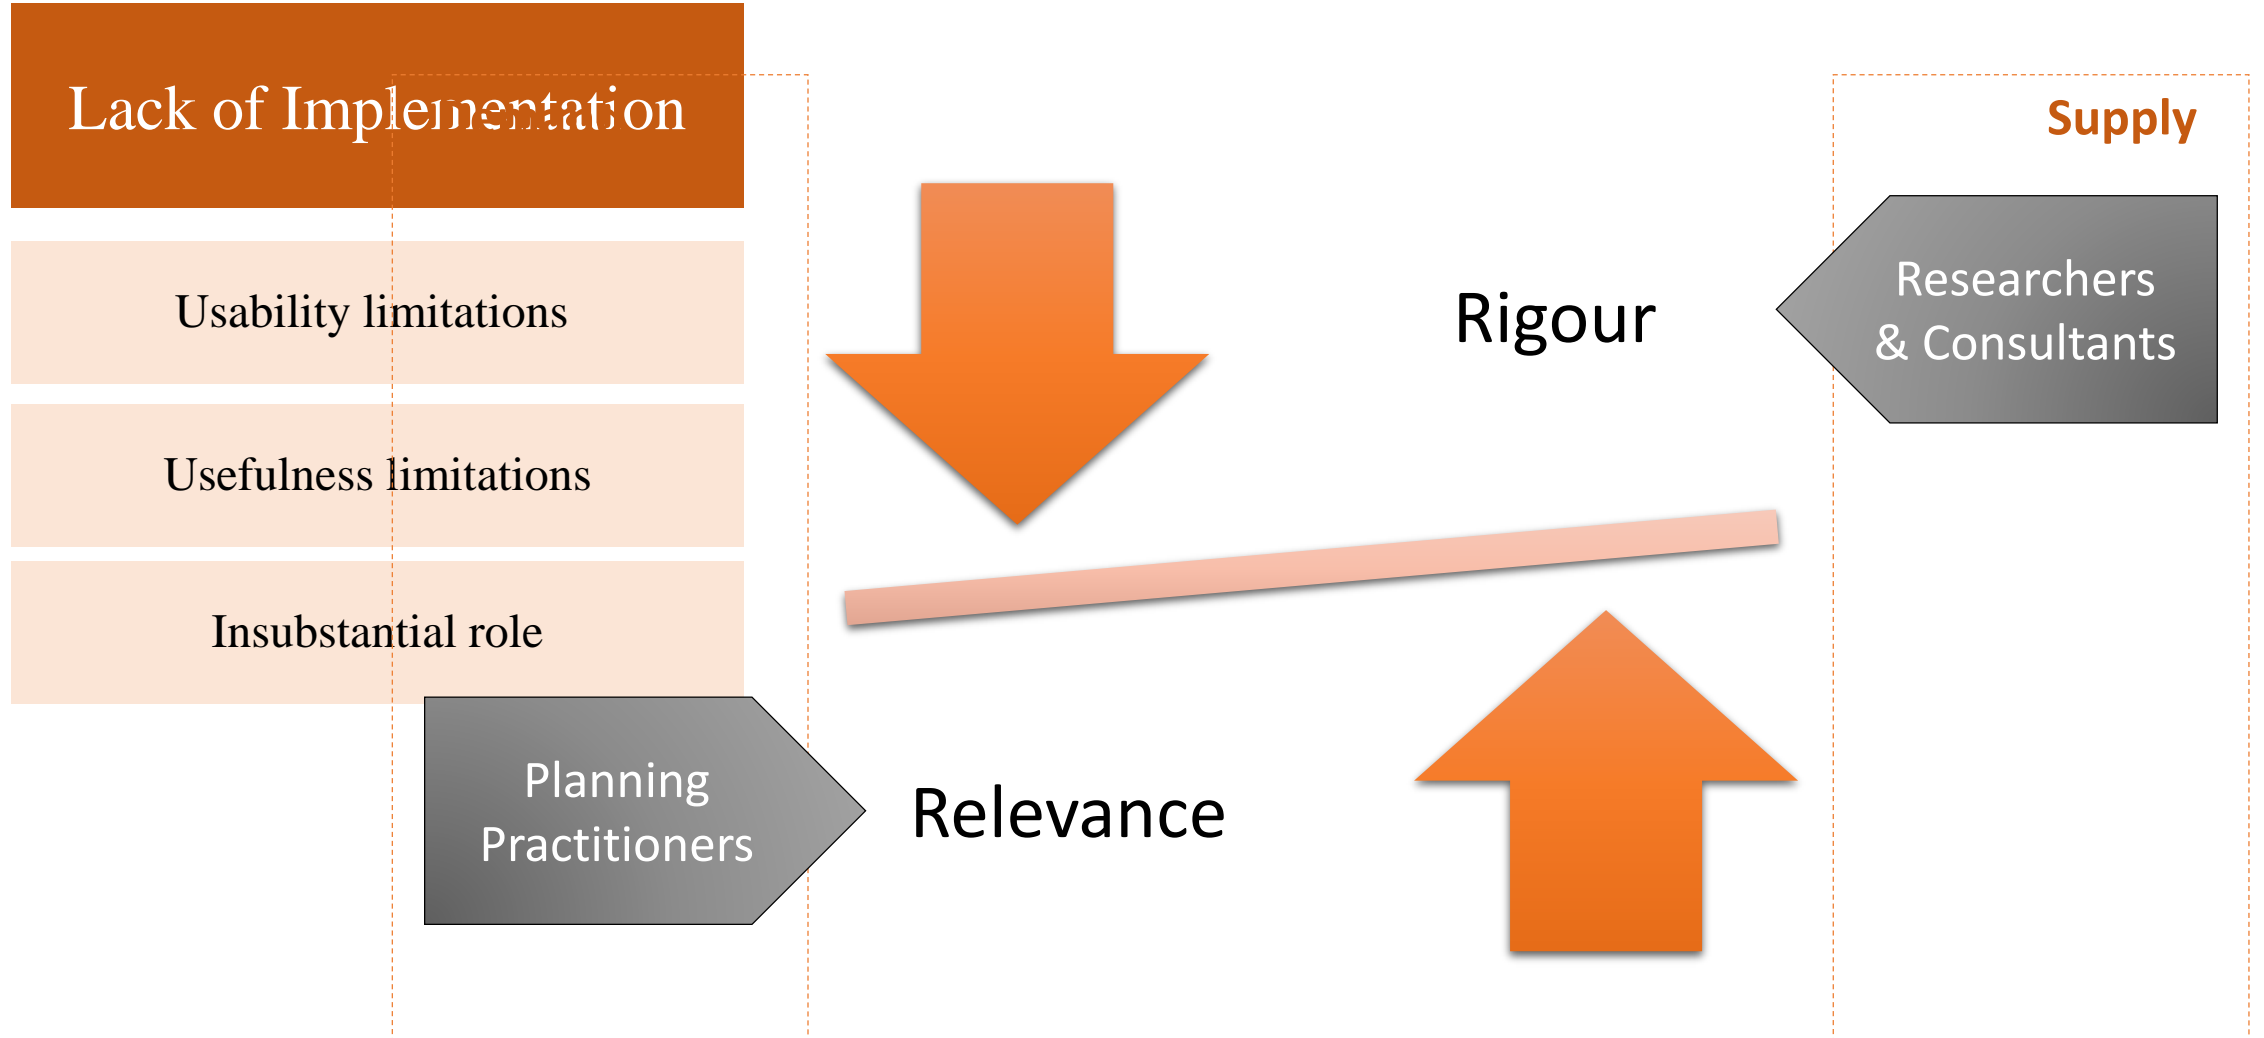 Lack of Implementation
Supply
Usability limitations
Usefulness limitations
Insubstantial role
Rigour
Researchers
& Consultants
Planning
Practitioners
Relevance